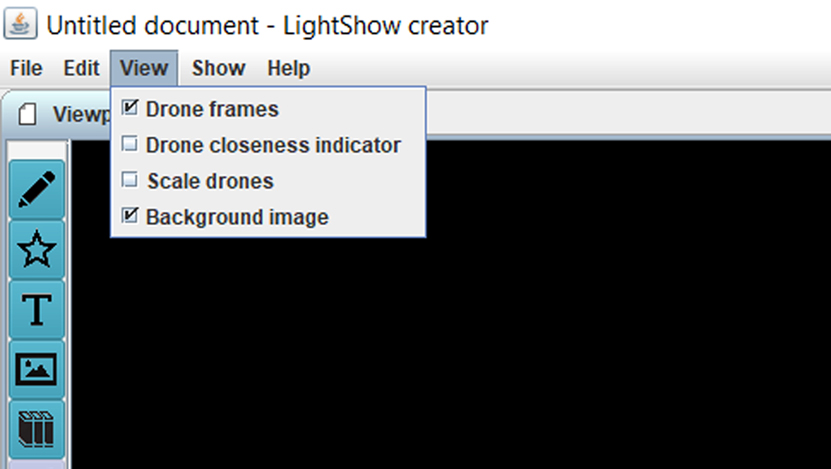 Untitled document - LightShow creator
File Edit View Show Help
Viewp
Drone frames
Drone closeness indicator
Scale drones
Background image
T